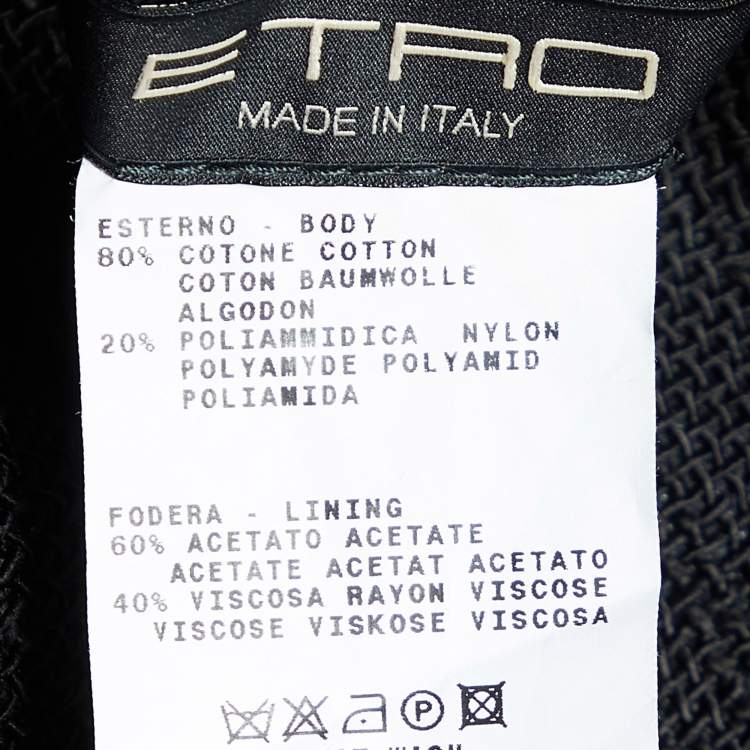 ETRO
MADE IN ITALY
ESTERNO - BODY
80% COTONE COTTON
COTON BAUMWOLLE
ALGODON
20% POLIAMMIDICA NYLON
POLYAMYDE POLYAMID
POLIAMIDA
FODERA - LINING
60% ACETATO ACETATE
ACETATE ACETAT ACETATO
40% VISCOSA RAYON VISCOSE
VISCOSE VISKOSE VISCOSA
P
WASH